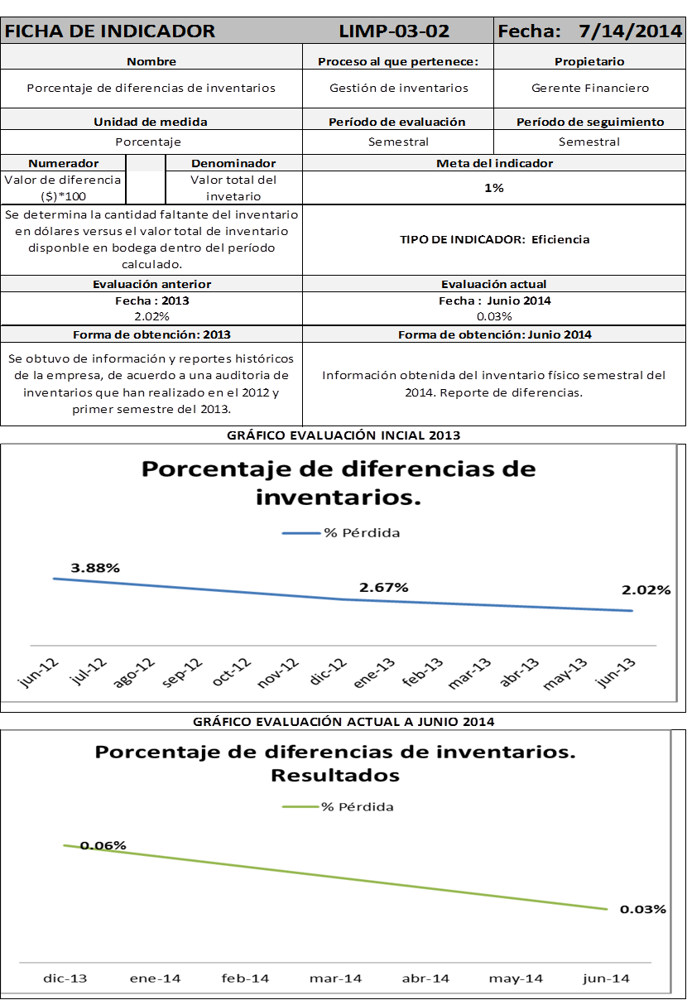 FICHA DE INDICADOR LIMP-03-02 Fecha: 7/14/2014
Nombre Proceso al que pertenece: Propietario
Porcentaje de diferencias de inventarios Gestión de inventarios Gerente Financiero
Unidad de medida Período de evaluación Período de seguimiento
Porcentaje Semestral Semestral
Numerador Denominador Meta del indicador
Valor de diferencia
($)*100
Valor total del
invetario
1%
Se determina la cantidad faltante del inventario
en dólares versus el valor total de inventario
disponble en bodega dentro del período
calculado.
TIPO DE INDICADOR: Eficiencia
Evaluación anterior Evaluación actual
Fecha : 2013 Fecha : Junio 2014
2.02% 0.03%
Forma de obtención: 2013 Forma de obtención: Junio 2014
Se obtuvo de información y reportes históricos
de la empresa, de acuerdo a una auditoria de
inventarios que han realizado en el 2012 y
primer semestre del 2013.
Información obtenida del inventario físico semestral del
2014. Reporte de diferencias.
GRÁFICO EVALUACIÓN INCIAL 2013
Porcentaje de diferencias de
inventarios.
% Pérdida
3.88%
2.67%
2.02%
jun-12 jul-12 ago-12 sep-12 oct-12 nov-12 dic-12 ene-13 feb-13 mar-13 abr-13 may-13 jun-13
GRÁFICO EVALUACIÓN ACTUAL A JUNIO 2014
Porcentaje de diferencias de inventarios.
Resultados
% Pérdida
0.06%
0.03%
dic-13 ene-14 feb-14 mar-14 abr-14 may-14 jun-14